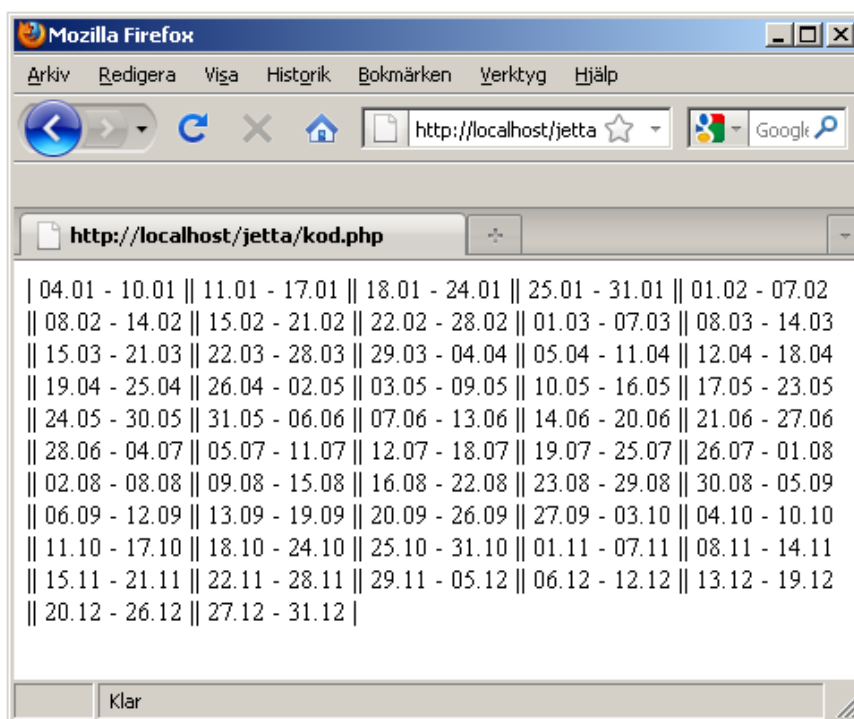 Mozilla Firefox
Arkiv Redigera Visa Historik Bokmärken Verktyg Hjälp
http://localhost/jetta Google
http://localhost/jetta/kod.php
| 04.01 - 10.01 || 11.01 - 17.01 || 18.01 - 24.01 || 25.01 - 31.01 || 01.02 - 07.02
|| 08.02 - 14.02 || 15.02 - 21.02 || 22.02 - 28.02 || 01.03 - 07.03 || 08.03 - 14.03
|| 15.03 - 21.03 || 22.03 - 28.03 || 29.03 - 04.04 || 05.04 - 11.04 || 12.04 - 18.04
|| 19.04 - 25.04 || 26.04 - 02.05 || 03.05 - 09.05 || 10.05 - 16.05 || 17.05 - 23.05
|| 24.05 - 30.05 || 31.05 - 06.06 || 07.06 - 13.06 || 14.06 - 20.06 || 21.06 - 27.06
|| 28.06 - 04.07 || 05.07 - 11.07 || 12.07 - 18.07 || 19.07 - 25.07 || 26.07 - 01.08
|| 02.08 - 08.08 || 09.08 - 15.08 || 16.08 - 22.08 || 23.08 - 29.08 || 30.08 - 05.09
|| 06.09 - 12.09 || 13.09 - 19.09 || 20.09 - 26.09 || 27.09 - 03.10 || 04.10 - 10.10
|| 11.10 - 17.10 || 18.10 - 24.10 || 25.10 - 31.10 || 01.11 - 07.11 || 08.11 - 14.11
|| 15.11 - 21.11 || 22.11 - 28.11 || 29.11 - 05.12 || 06.12 - 12.12 || 13.12 - 19.12
|| 20.12 - 26.12 || 27.12 - 31.12 |
Klar